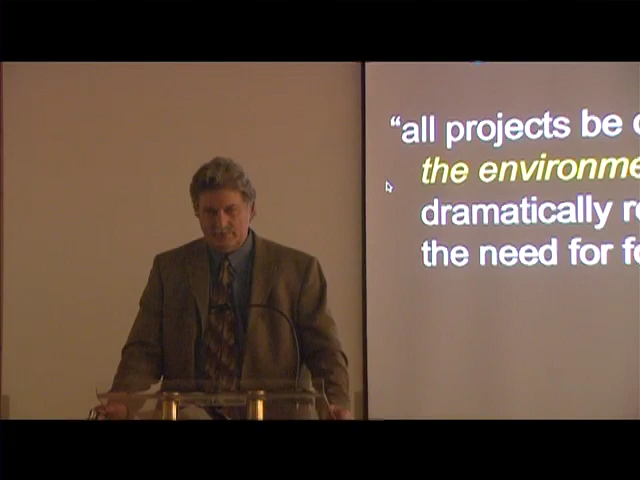 “all projects be
the environme
dramatically r
the need for f